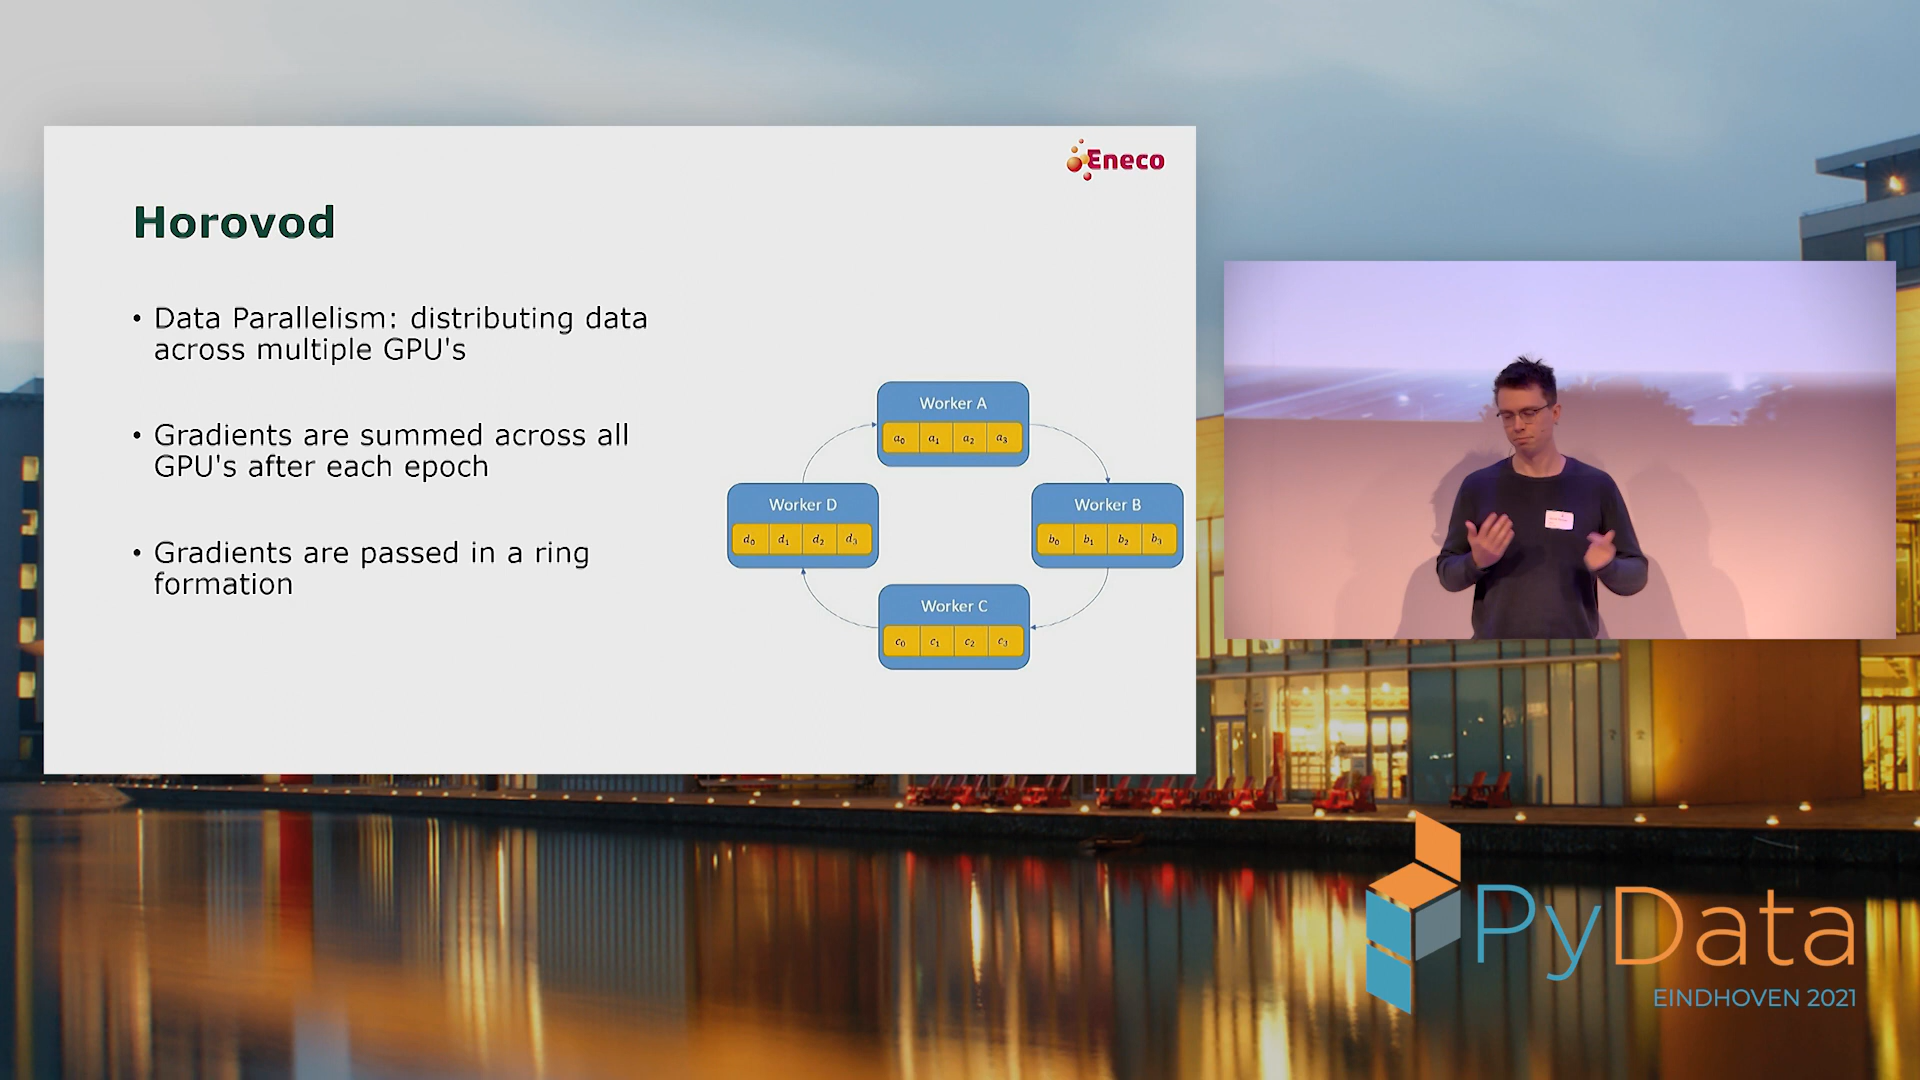 Eneco
Horovod
• Data Parallelism: distributing data
across multiple GPU's
• Gradients are summed across all
GPU's after each epoch
• Gradients are passed in a ring
formation
Worker A
a₀ a₁ a₂ a₃
Worker D
d₀ d₁ d₂ d₃
Worker B
b₀ b₁ b₂ b₃
Worker C
c₀ c₁ c₂ c₃
PyData
EINDHOVEN 2021